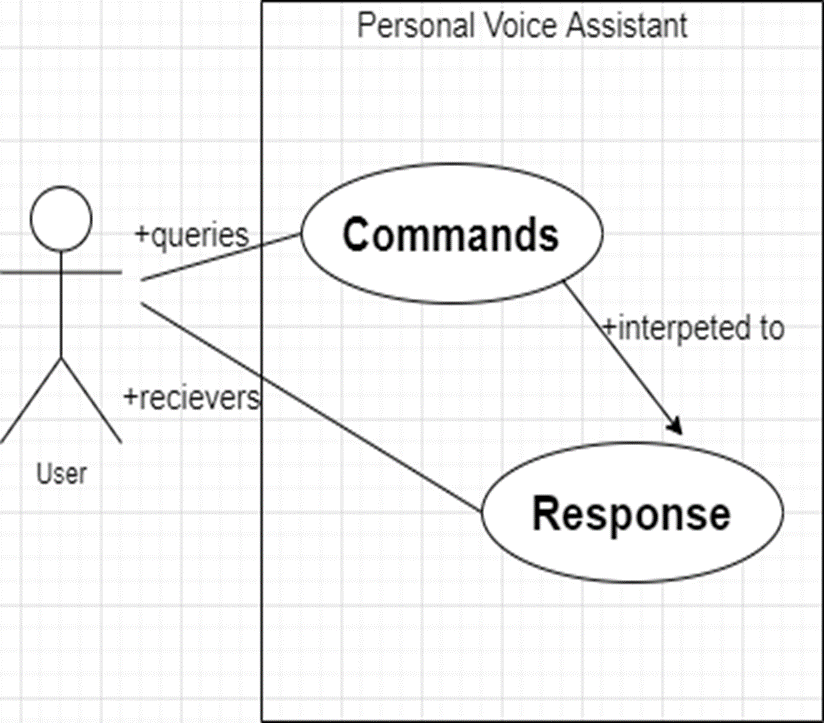 Personal Voice Assistant
+queries
Commands
+interpeted to
+recievers
User
Response